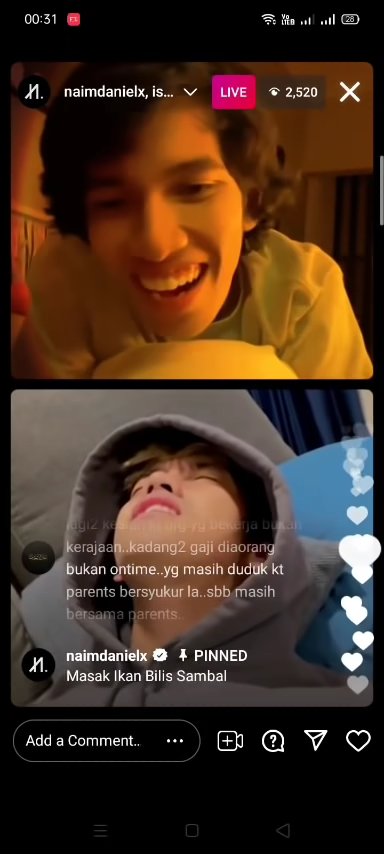 00:31
28
naimdanielx, is...
LIVE
2,520
kerajaan..kadang2 gaji diaorang
bukan ontime..yg masih duduk kt
parents bersyukur la..sbb masih
bersama parents..
naimdanielx PINNED
Masak Ikan Bilis Sambal
Add a Comment..